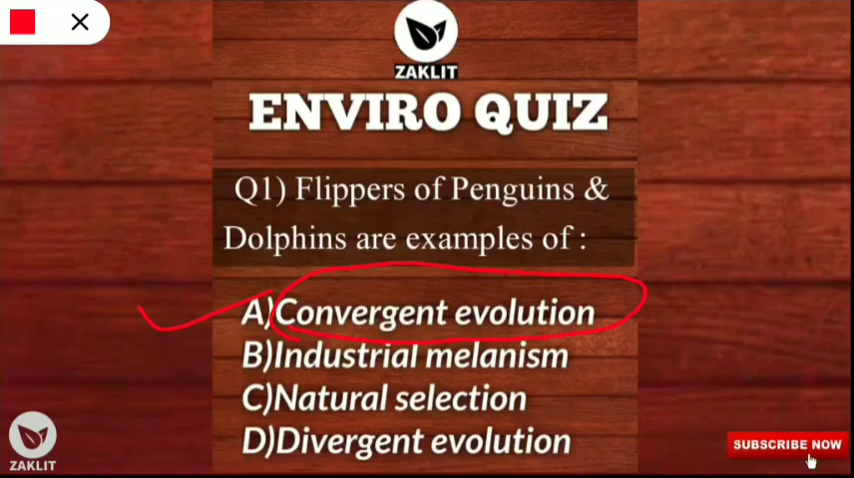 ZAKLIT
ENVIRO QUIZ
Q1) Flippers of Penguins &
Dolphins are examples of :
A)Convergent evolution
B)Industrial melanism
C)Natural selection
D)Divergent evolution
ZAKLIT
SUBSCRIBE NOW